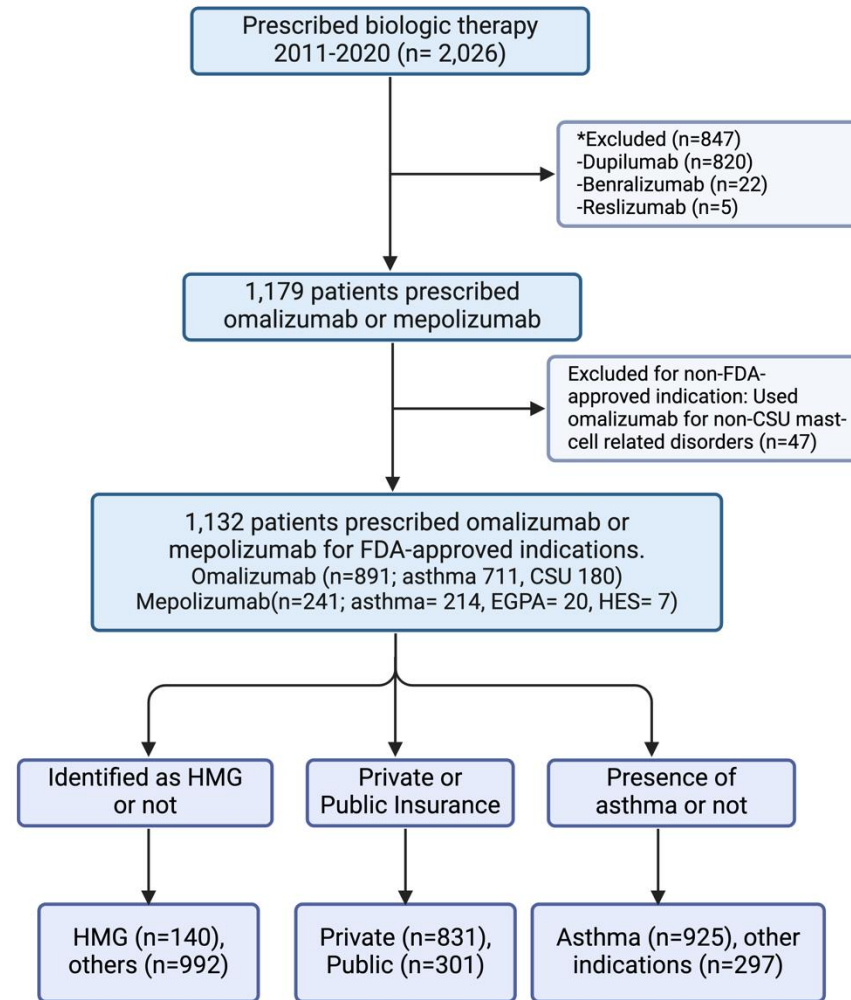 Prescribed biologic therapy
2011-2020 (n= 2,026)
*Excluded (n=847)
-Dupilumab (n=820)
-Benralizumab (n=22)
-Reslizumab (n=5)
1,179 patients prescribed
omalizumab or mepolizumab
Excluded for non-FDA-
approved indication: Used
omalizumab for non-CSU mast-
cell related disorders (n=47)
1,132 patients prescribed omalizumab or
mepolizumab for FDA-approved indications.
Omalizumab (n=891; asthma 711, CSU 180)
Mepolizumab(n=241; asthma= 214, EGPA= 20, HES= 7)
Identified as HMG
or not
Private or
Public Insurance
Presence of
asthma or not
HMG (n=140),
others (n=992)
Private (n=831),
Public (n=301)
Asthma (n=925), other
indications (n=297)